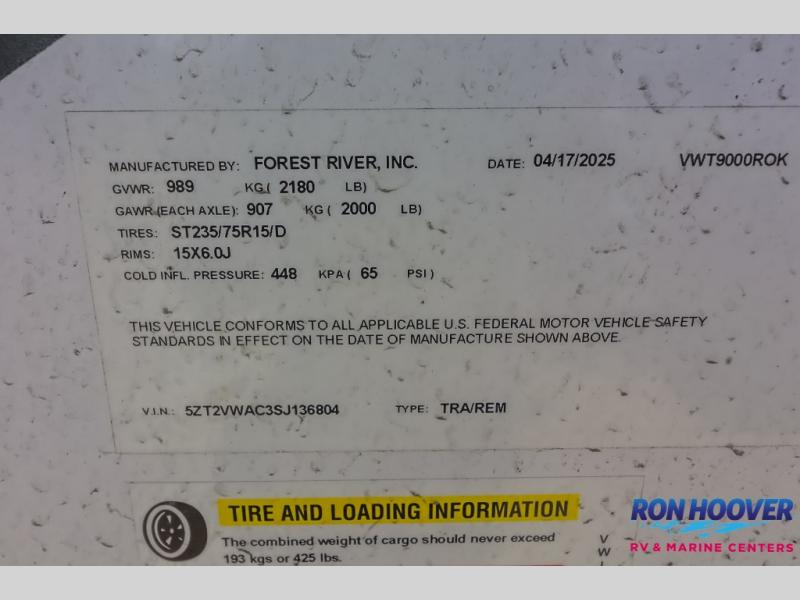 MANUFACTURED BY: FOREST RIVER, INC. DATE: 04/17/2025 VWT9000ROK
GVWR: 989 KG ( 2180 LB)
GAWR (EACH AXLE): 907 KG ( 2000 LB)
TIRES: ST235/75R15/D
RIMS: 15X6.0J
COLD INFL. PRESSURE: 448 KPA ( 65 PSI )
THIS VEHICLE CONFORMS TO ALL APPLICABLE U.S. FEDERAL MOTOR VEHICLE SAFETY
STANDARDS IN EFFECT ON THE DATE OF MANUFACTURE SHOWN ABOVE.
V.I.N.: 5ZT2VWAC3SJ136804 TYPE: TRA/REM
TIRE AND LOADING INFORMATION
The combined weight of cargo should never exceed
193 kgs or 425 lbs.
V
W
RON HOOVER
RV & MARINE CENTERS